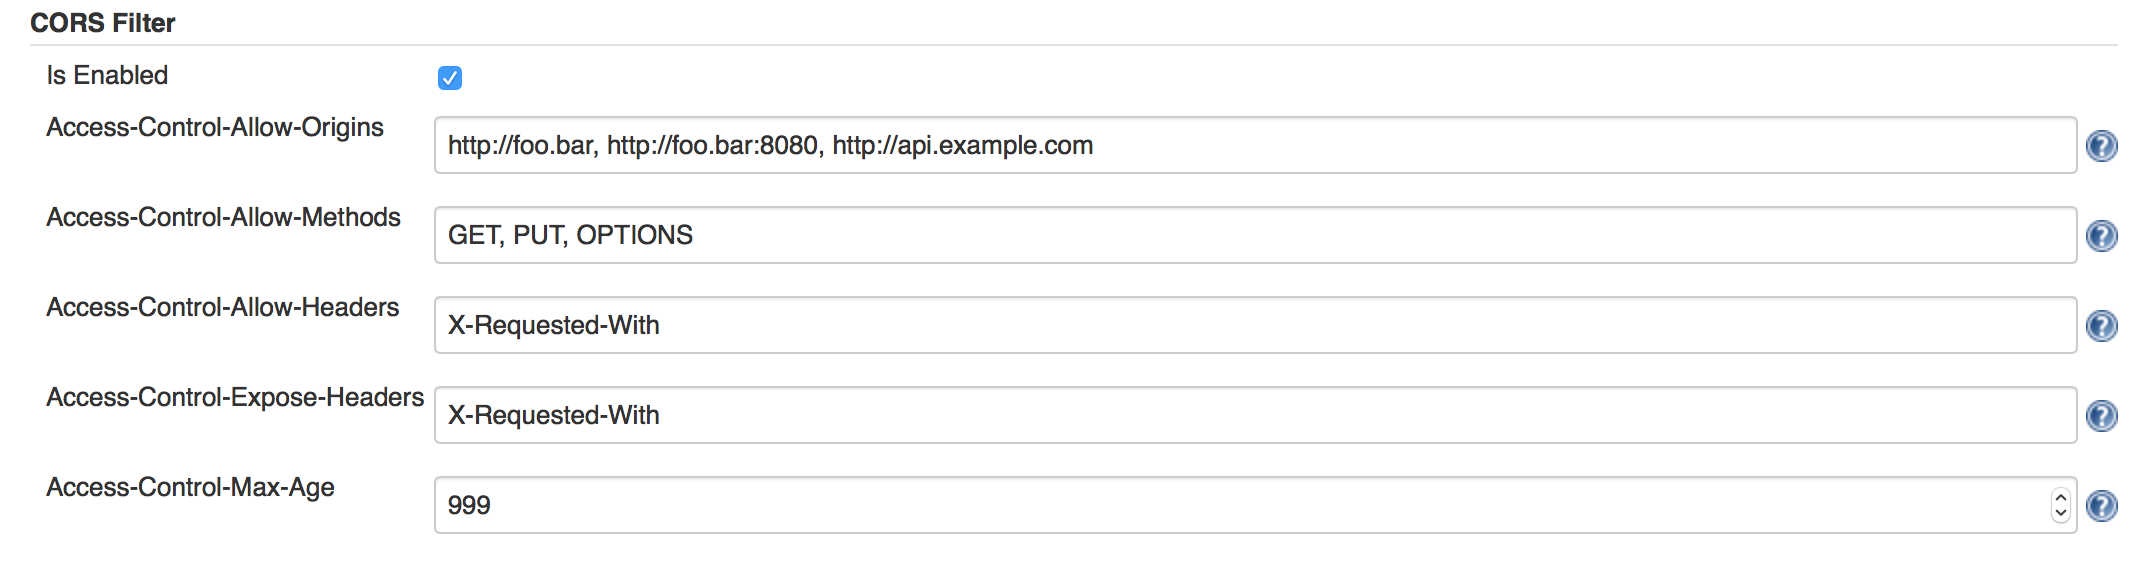 CORS Filter
Is Enabled
Access-Control-Allow-Origins
http://foo.bar, http://foo.bar:8080, http://api.example.com
Access-Control-Allow-Methods
GET, PUT, OPTIONS
Access-Control-Allow-Headers
X-Requested-With
Access-Control-Expose-Headers
X-Requested-With
Access-Control-Max-Age
999